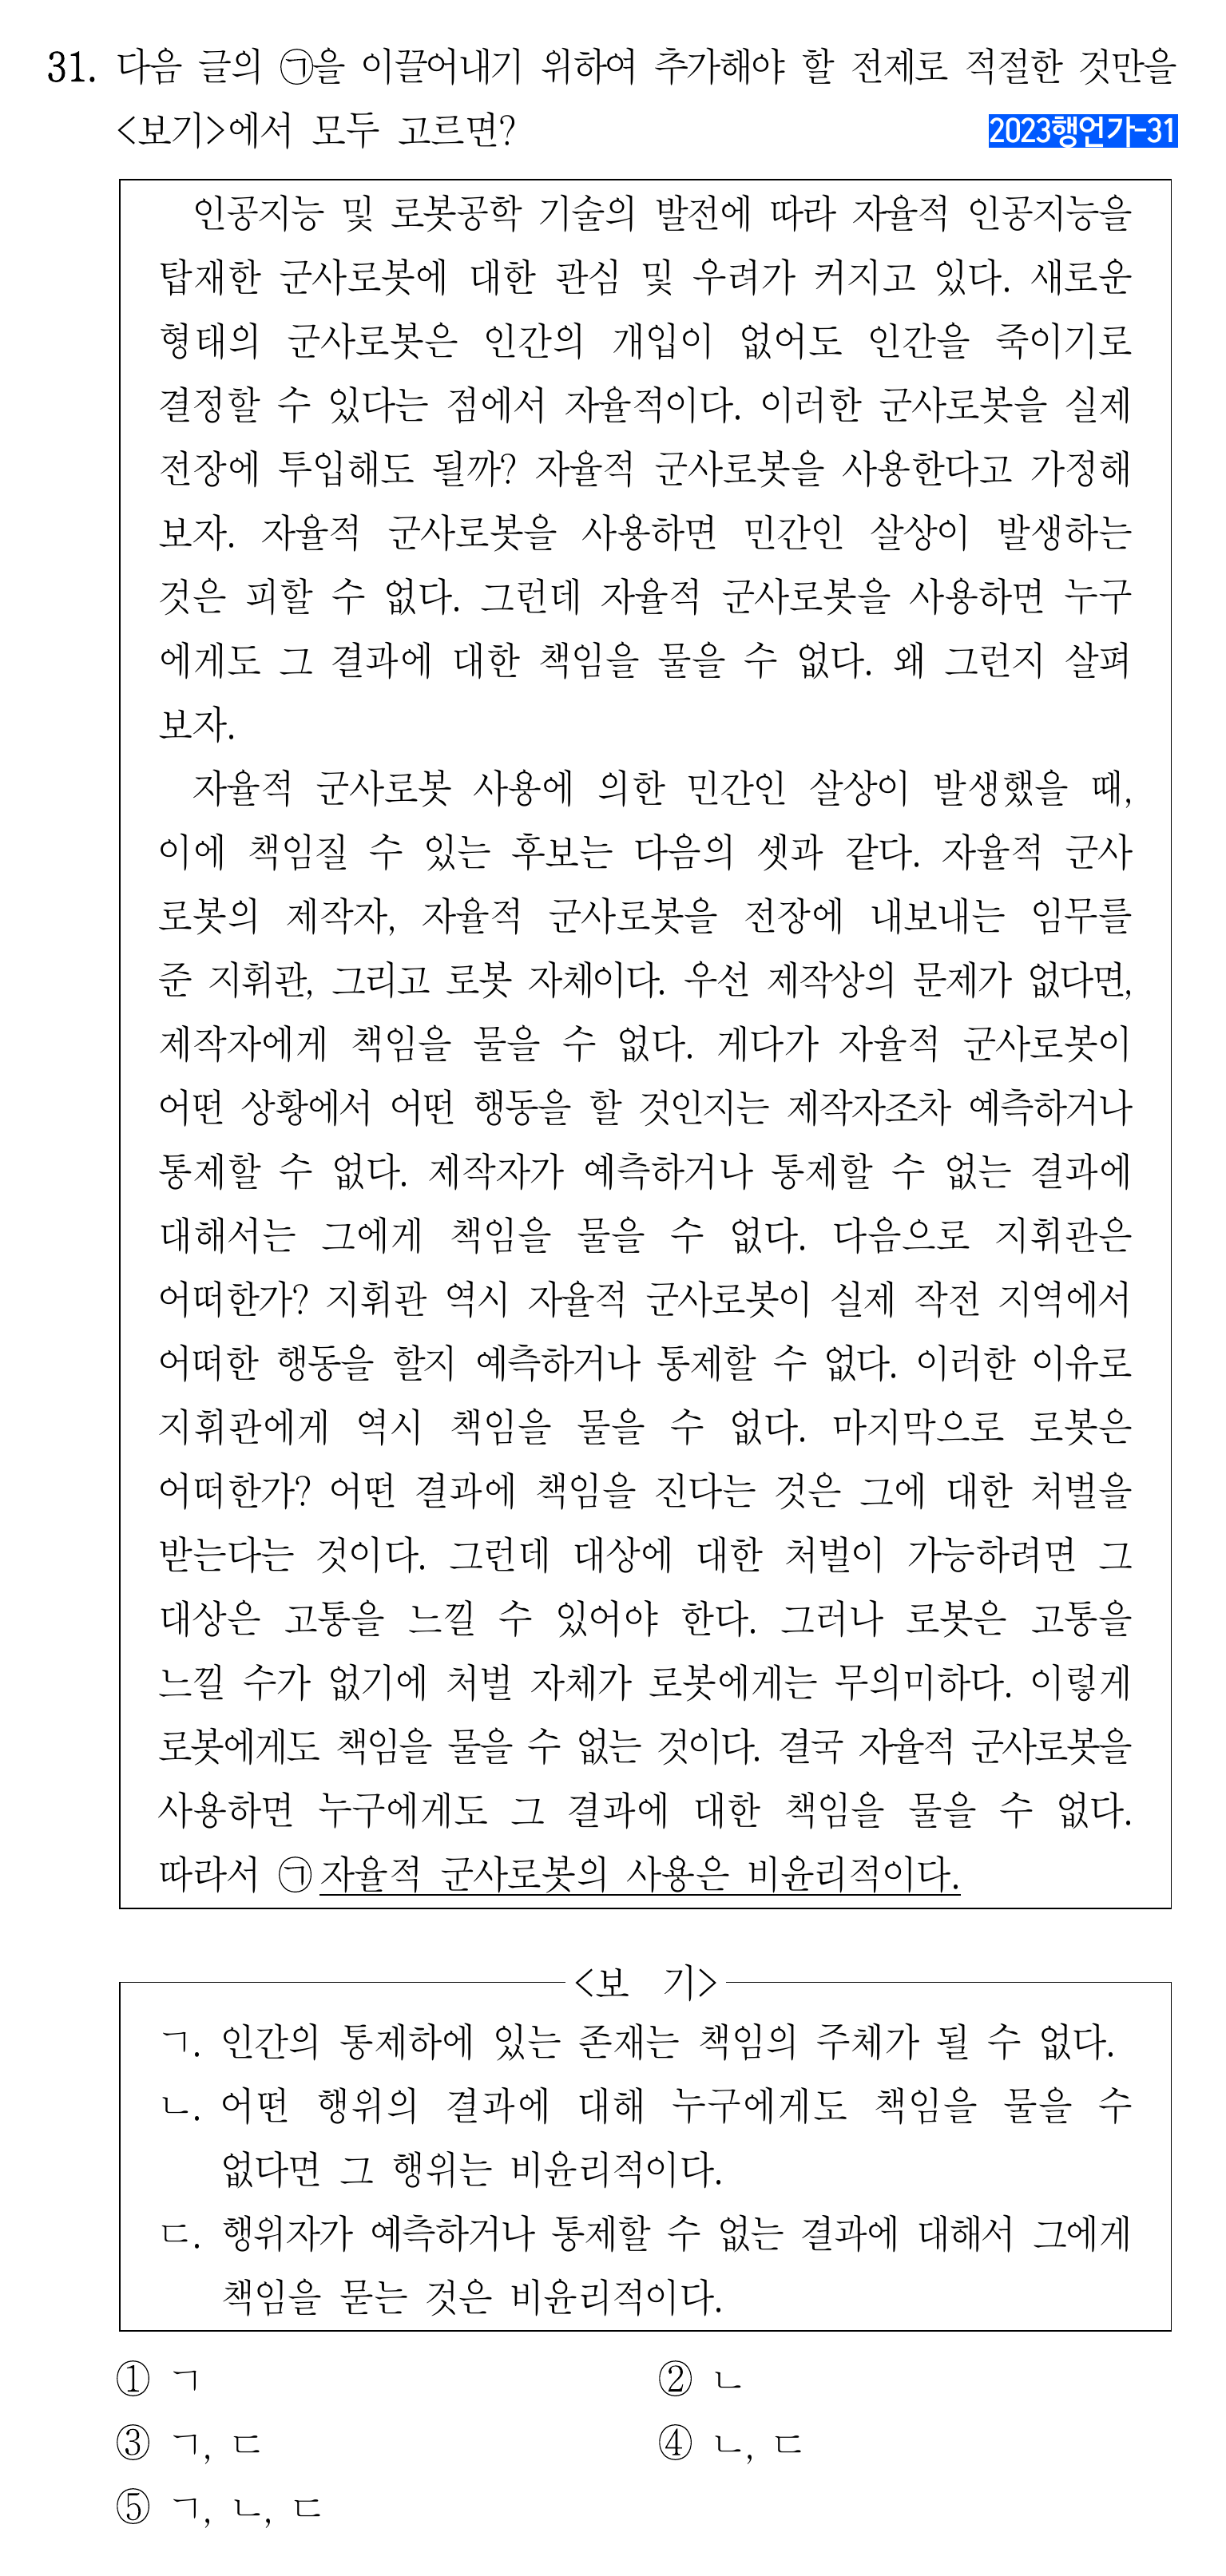 31. 다음 글의 ㉠을 이끌어내기 위하여 추가해야 할 전제로 적절한 것만을
<보기>에서 모두 고르면?
2023행언가-31
인공지능 및 로봇공학 기술의 발전에 따라 자율적 인공지능을
탑재한 군사로봇에 대한 관심 및 우려가 커지고 있다. 새로운
형태의 군사로봇은 인간의 개입이 없어도 인간을 죽이기로
결정할 수 있다는 점에서 자율적이다. 이러한 군사로봇을 실제
전장에 투입해도 될까? 자율적 군사로봇을 사용한다고 가정해
보자. 자율적 군사로봇을 사용하면 민간인 살상이 발생하는
것은 피할 수 없다. 그런데 자율적 군사로봇을 사용하면 누구
에게도 그 결과에 대한 책임을 물을 수 없다. 왜 그런지 살펴
보자.
자율적 군사로봇 사용에 의한 민간인 살상이 발생했을 때,
이에 책임질 수 있는 후보는 다음의 셋과 같다. 자율적 군사
로봇의 제작자, 자율적 군사로봇을 전장에 내보내는 임무를
준 지휘관, 그리고 로봇 자체이다. 우선 제작상의 문제가 없다면,
제작자에게 책임을 물을 수 없다. 게다가 자율적 군사로봇이
어떤 상황에서 어떤 행동을 할 것인지는 제작자조차 예측하거나
통제할 수 없다. 제작자가 예측하거나 통제할 수 없는 결과에
대해서는 그에게 책임을 물을 수 없다. 다음으로 지휘관은
어떠한가? 지휘관 역시 자율적 군사로봇이 실제 작전 지역에서
어떠한 행동을 할지 예측하거나 통제할 수 없다. 이러한 이유로
지휘관에게 역시 책임을 물을 수 없다. 마지막으로 로봇은
어떠한가? 어떤 결과에 책임을 진다는 것은 그에 대한 처벌을
받는다는 것이다. 그런데 대상에 대한 처벌이 가능하려면 그
대상은 고통을 느낄 수 있어야 한다. 그러나 로봇은 고통을
느낄 수가 없기에 처벌 자체가 로봇에게는 무의미하다. 이렇게
로봇에게도 책임을 물을 수 없는 것이다. 결국 자율적 군사로봇을
사용하면 누구에게도 그 결과에 대한 책임을 물을 수 없다.
따라서 ㉠자율적 군사로봇의 사용은 비윤리적이다.
<보 기>
ㄱ. 인간의 통제하에 있는 존재는 책임의 주체가 될 수 없다.
ㄴ. 어떤 행위의 결과에 대해 누구에게도 책임을 물을 수
없다면 그 행위는 비윤리적이다.
ㄷ. 행위자가 예측하거나 통제할 수 없는 결과에 대해서 그에게
책임을 묻는 것은 비윤리적이다.
① ㄱ ② ㄴ
③ ㄱ, ㄷ ④ ㄴ, ㄷ
⑤ ㄱ, ㄴ, ㄷ